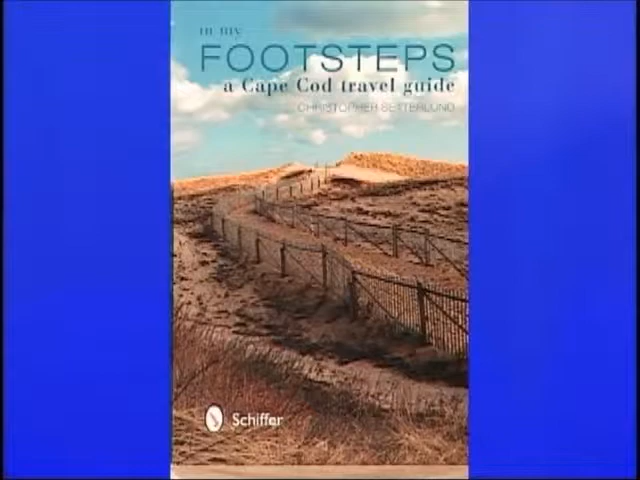 in my
FOOTSTEPS
a Cape Cod travel guide
CHRISTOPHER SETTERLUND
Schiffer